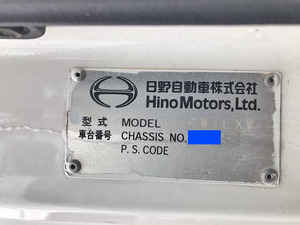 日野自動車株式会社
Hino Motors, Ltd.
型式 MODEL
車台番号 CHASSIS NO.
P. S. CODE